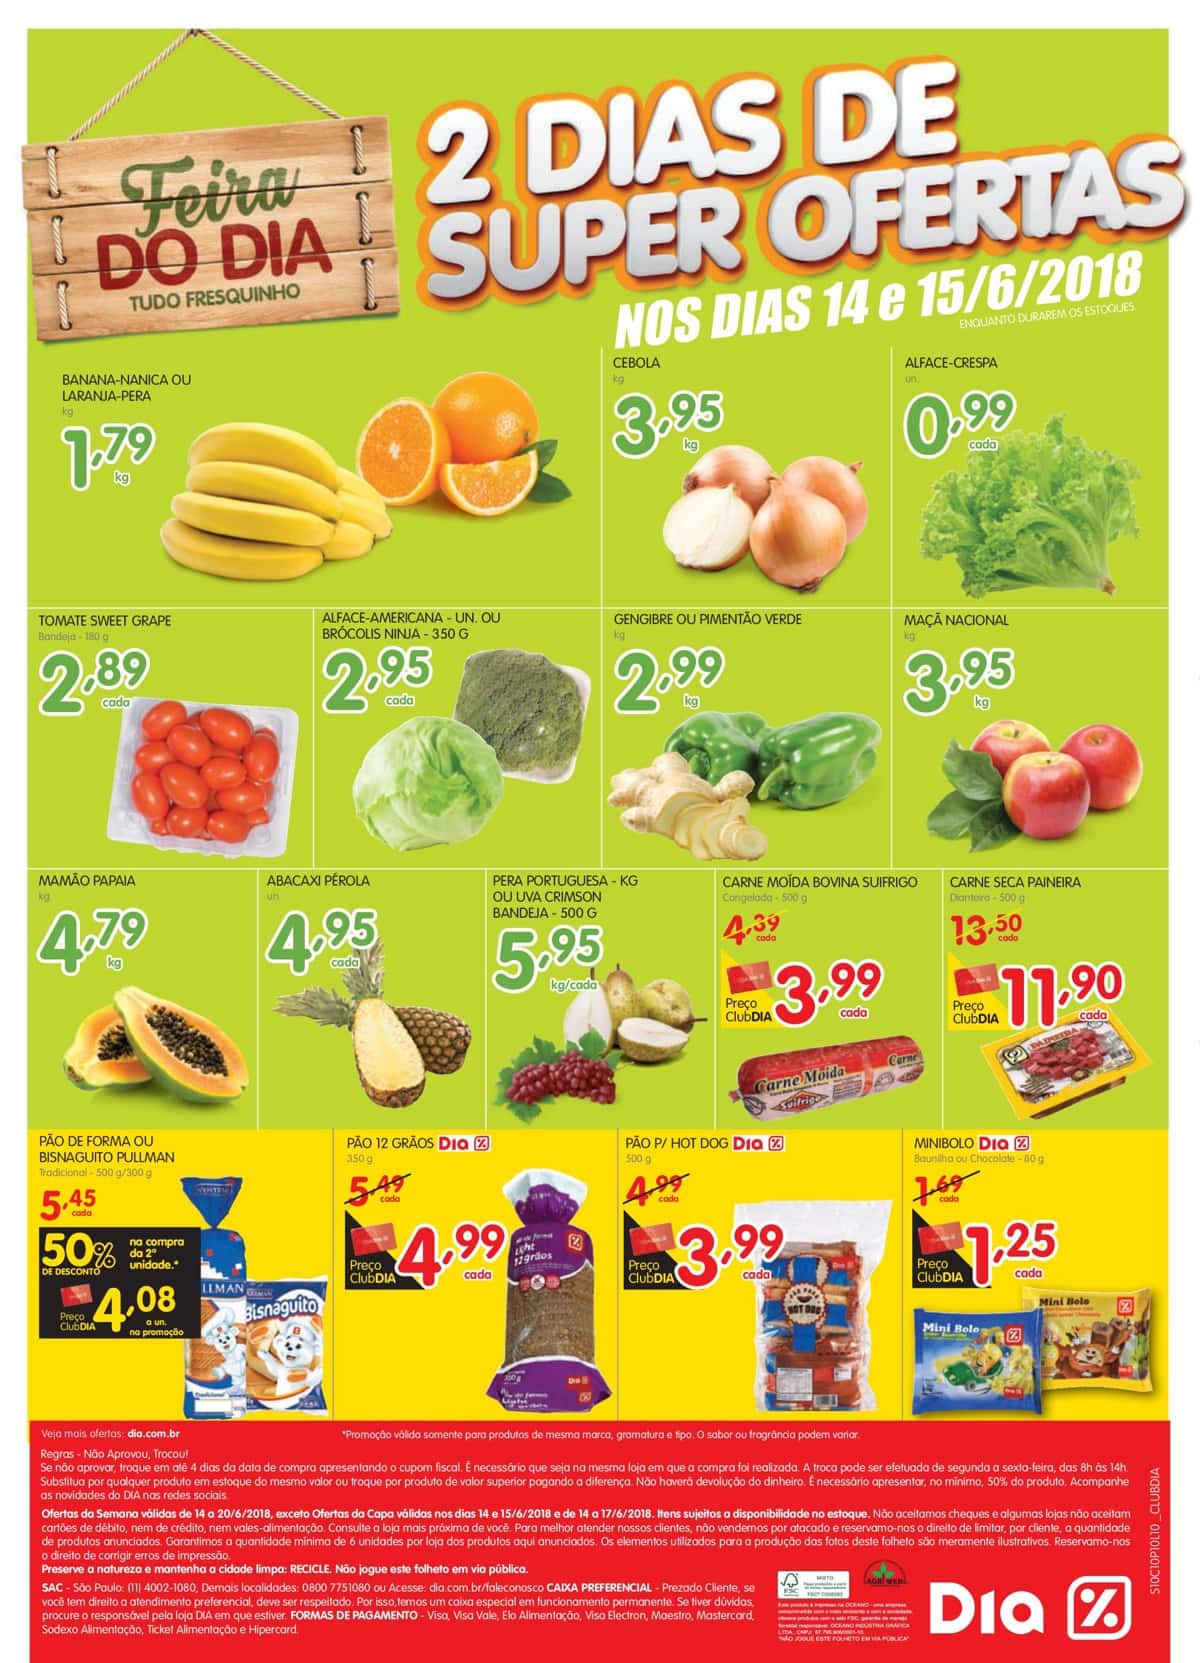 Feira
DO DIA
TUDO FRESQUINHO
2 DIAS DE
SUPER OFERTAS
NOS DIAS 14 e 15/6/2018
ENQUANTO DURAREM OS ESTOQUES.
BANANA-NANICA OU
LARANJA-PERA
kg
1,79
kg
CEBOLA
kg
3,95
kg
ALFACE-CRESPA
un.
0,99
cada
TOMATE SWEET GRAPE
Bandeja - 180 g
2,89
cada
ALFACE-AMERICANA - UN. OU
BRÓCOLIS NINJA - 350 G
2,95
cada
GENGIBRE OU PIMENTÃO VERDE
kg
2,99
kg
MAÇÃ NACIONAL
kg
3,95
kg
MAMÃO PAPAIA
kg
4,79
kg
ABACAXI PÉROLA
un.
4,95
cada
PERA PORTUGUESA - KG
OU UVA CRIMSON
BANDEJA - 500 G
5,95
kg/cada
CARNE MOÍDA BOVINA SUIFRIGO
Congelada - 500 g
4,39
cada
Preço
ClubDIA
3,99
cada
Carne Moída
Suifrigo
Carne
CARNE SECA PAINEIRA
Dianteiro - 500 g
13,50
cada
Preço
ClubDIA
11,90
cada
PAINEIRA
PÃO DE FORMA OU
BISNAGUITO PULLMAN
Tradicional - 500 g/300 g
5,45
cada
50%
DE DESCONTO
na compra
da 2ª
unidade.*
Preço
ClubDIA
4,08
a un.
na promoção
Bisnaguito
Tradicional
PÃO 12 GRÃOS Dia %
350 g
5,49
cada
Preço
ClubDIA
4,99
cada
pão de forma
Light
12grãos
Dia
PÃO P/ HOT DOG Dia %
500 g
4,99
cada
Preço
ClubDIA
3,99
cada
HOT DOG
Dia
MINIBOLO Dia %
Baunilha ou Chocolate - 80 g
1,69
cada
Preço
ClubDIA
1,25
cada
Mini Bolo
Mini Bolo
Veja mais ofertas: dia.com.br
*Promoção válida somente para produtos de mesma marca, gramatura e tipo. O sabor ou fragrância podem variar.
Regras - Não Aprovou, Trocou!
Se não aprovar, troque em até 4 dias da data de compra apresentando o cupom fiscal. É necessário que seja na mesma loja em que a compra foi realizada. A troca pode ser efetuada de segunda a sexta-feira, das 8h às 14h.
Substitua por qualquer produto em estoque do mesmo valor ou troque por produto de valor superior pagando a diferença. Não haverá devolução do dinheiro. É necessário apresentar, no mínimo, 50% do produto. Acompanhe
as novidades do DIA nas redes sociais.
Ofertas da Semana válidas de 14 a 20/6/2018, exceto Ofertas da Capa válidas nos dias 14 e 15/6/2018 e de 14 a 17/6/2018. Itens sujeitos a disponibilidade no estoque. Não aceitamos cheques e algumas lojas não aceitam
cartões de débito, nem de crédito, nem vales-alimentação. Consulte a loja mais próxima de você. Para melhor atender nossos clientes, não vendemos por atacado e reservamo-nos o direito de limitar, por cliente, a quantidade
de produtos anunciados. Garantimos a quantidade mínima de 6 unidades por loja dos produtos aqui anunciados. Os elementos utilizados para a produção das fotos deste folheto são meramente ilustrativos. Reservamo-nos
o direito de corrigir erros de impressão.
Preserve a natureza e mantenha a cidade limpa: RECICLE. Não jogue este folheto em via pública.
SAC - São Paulo: (11) 4002-1080, Demais localidades: 0800 7751080 ou Acesse: dia.com.br/faleconosco CAIXA PREFERENCIAL - Prezado Cliente, se
você tem direito a atendimento preferencial, deve ser respeitado. Por isso,temos um caixa especial em funcionamento permanente. Se tiver dúvidas,
procure o responsável pela loja DIA em que estiver. FORMAS DE PAGAMENTO - Visa, Visa Vale, Elo Alimentação, Visa Electron, Maestro, Mastercard,
Sodexo Alimentação, Ticket Alimentação e Hipercard.
FSC
MISTO
"NÃO JOGUE ESTE FOLHETO EM VIA PÚBLICA"
Dia %
S10C10P10L10 _CLUBDIA